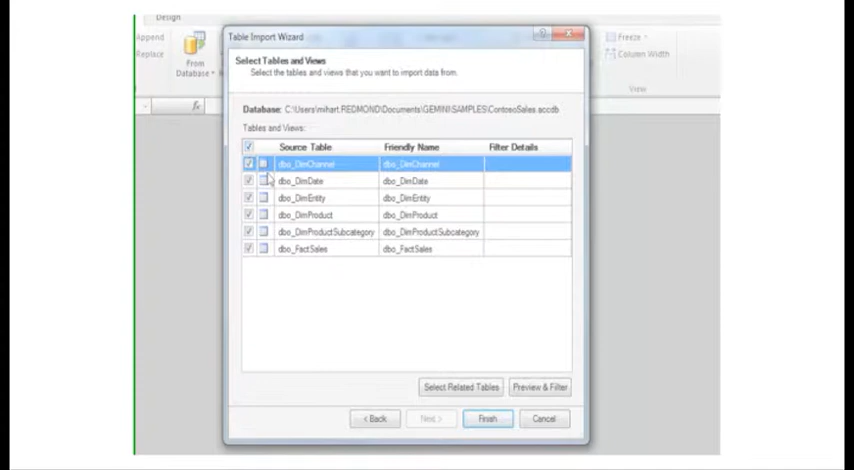 Design
Append
Replace
From
Database
Table Import Wizard
Freeze
Column Width
View
fx
Select Tables and Views
Select the tables and views that you want to import data from.
Database: C:\Users\mihart.REDMOND\Documents\GEMINI\SAMPLES\ContosoSales.accdb
Tables and Views:
Source Table Friendly Name Filter Details
dbo_DimChannel dbo_DimChannel
dbo_DimDate dbo_DimDate
dbo_DimEntity dbo_DimEntity
dbo_DimProduct dbo_DimProduct
dbo_DimProductSubcategory dbo_DimProductSubcategory
dbo_FactSales dbo_FactSales
Select Related Tables Preview & Filter
< Back Next > Finish Cancel